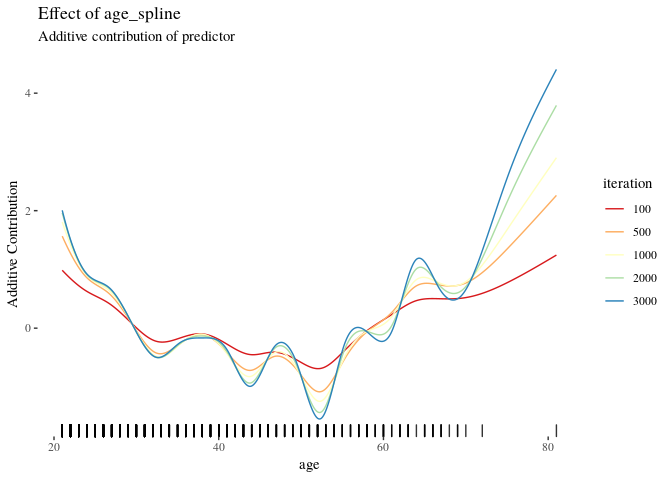 Effect of age_spline
Additive contribution of predictor
4
2
0
Additive Contribution
20
40
60
80
age
iteration
100
500
1000
2000
3000